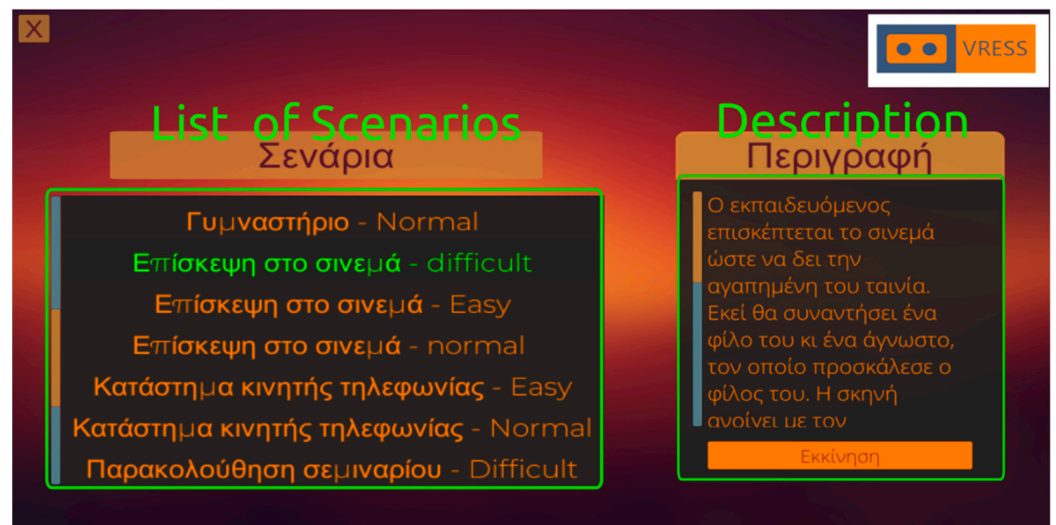 X
VRESS
List of Scenarios
Σενάρια
Γυμναστήριο - Normal
Επίσκεψη στο σινεμά - difficult
Επίσκεψη στο σινεμά - Easy
Επίσκεψη στο σινεμά - normal
Κατάστημα κινητής τηλεφωνίας - Easy
Κατάστημα κινητής τηλεφωνίας - Normal
Παρακολούθηση σεμιναρίου - Difficult
Description
Περιγραφή
Ο εκπαιδευόμενος
επισκέπτεται το σινεμά
ώστε να δει την
αγαπημένη του ταινία.
Εκεί θα συναντήσει ένα
φίλο του κι ένα άγνωστο,
τον οποίο προσκάλεσε ο
φίλος του. Η σκηνή
ανοίγει με τον
Εκκίνηση